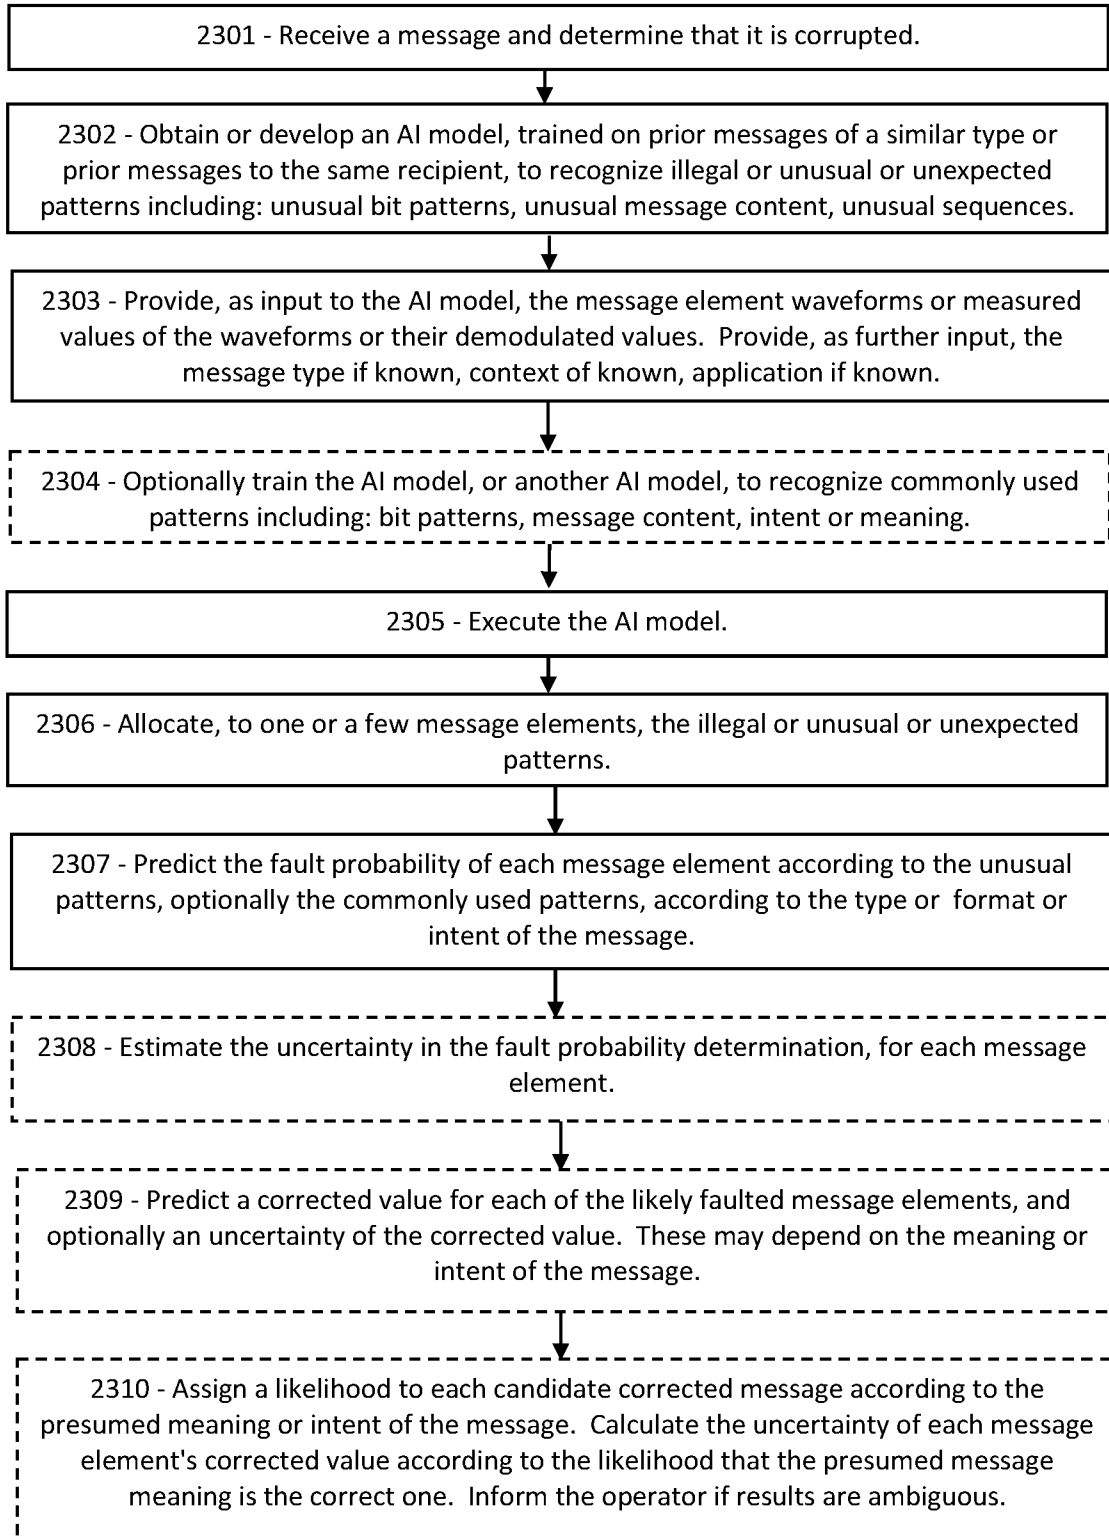 2301 - Receive a message and determine that it is corrupted.
2302 - Obtain or develop an AI model, trained on prior messages of a similar type or
prior messages to the same recipient, to recognize illegal or unusual or unexpected
patterns including: unusual bit patterns, unusual message content, unusual sequences.
2303 - Provide, as input to the AI model, the message element waveforms or measured
values of the waveforms or their demodulated values.  Provide, as further input, the
message type if known, context of known, application if known.
2304 - Optionally train the AI model, or another AI model, to recognize commonly used
patterns including: bit patterns, message content, intent or meaning.
2305 - Execute the AI model.
2306 - Allocate, to one or a few message elements, the illegal or unusual or unexpected
patterns.
2307 - Predict the fault probability of each message element according to the unusual
patterns, optionally the commonly used patterns, according to the type or  format or
intent of the message.
2308 - Estimate the uncertainty in the fault probability determination, for each message
element.
2309 - Predict a corrected value for each of the likely faulted message elements, and
optionally an uncertainty of the corrected value.  These may depend on the meaning or
intent of the message.
2310 - Assign a likelihood to each candidate corrected message according to the
presumed meaning or intent of the message.  Calculate the uncertainty of each message
element's corrected value according to the likelihood that the presumed message
meaning is the correct one.  Inform the operator if results are ambiguous.